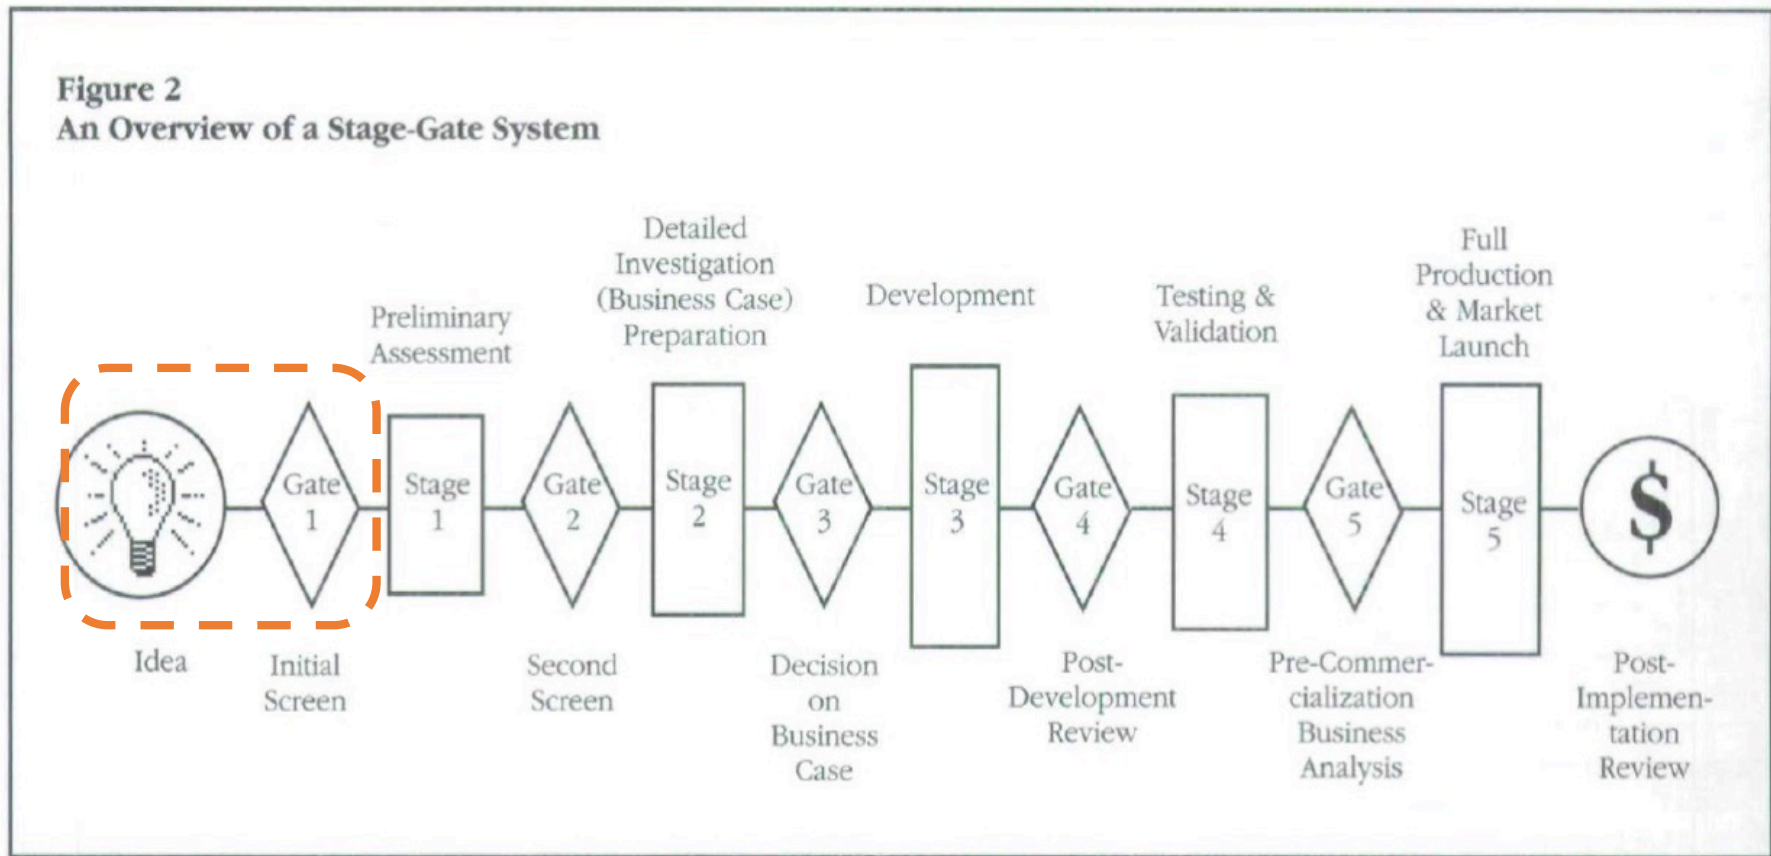 Figure 2
An Overview of a Stage-Gate System
Preliminary
Assessment
Detailed
Investigation
(Business Case)
Preparation
Development
Testing &
Validation
Full
Production
& Market
Launch
Gate
1
Stage
1
Gate
2
Stage
2
Gate
3
Stage
3
Gate
4
Stage
4
Gate
5
Stage
5
$
Idea
Initial
Screen
Second
Screen
Decision
on
Business
Case
Post-
Development
Review
Pre-Commer-
cialization
Business
Analysis
Post-
Implemen-
tation
Review